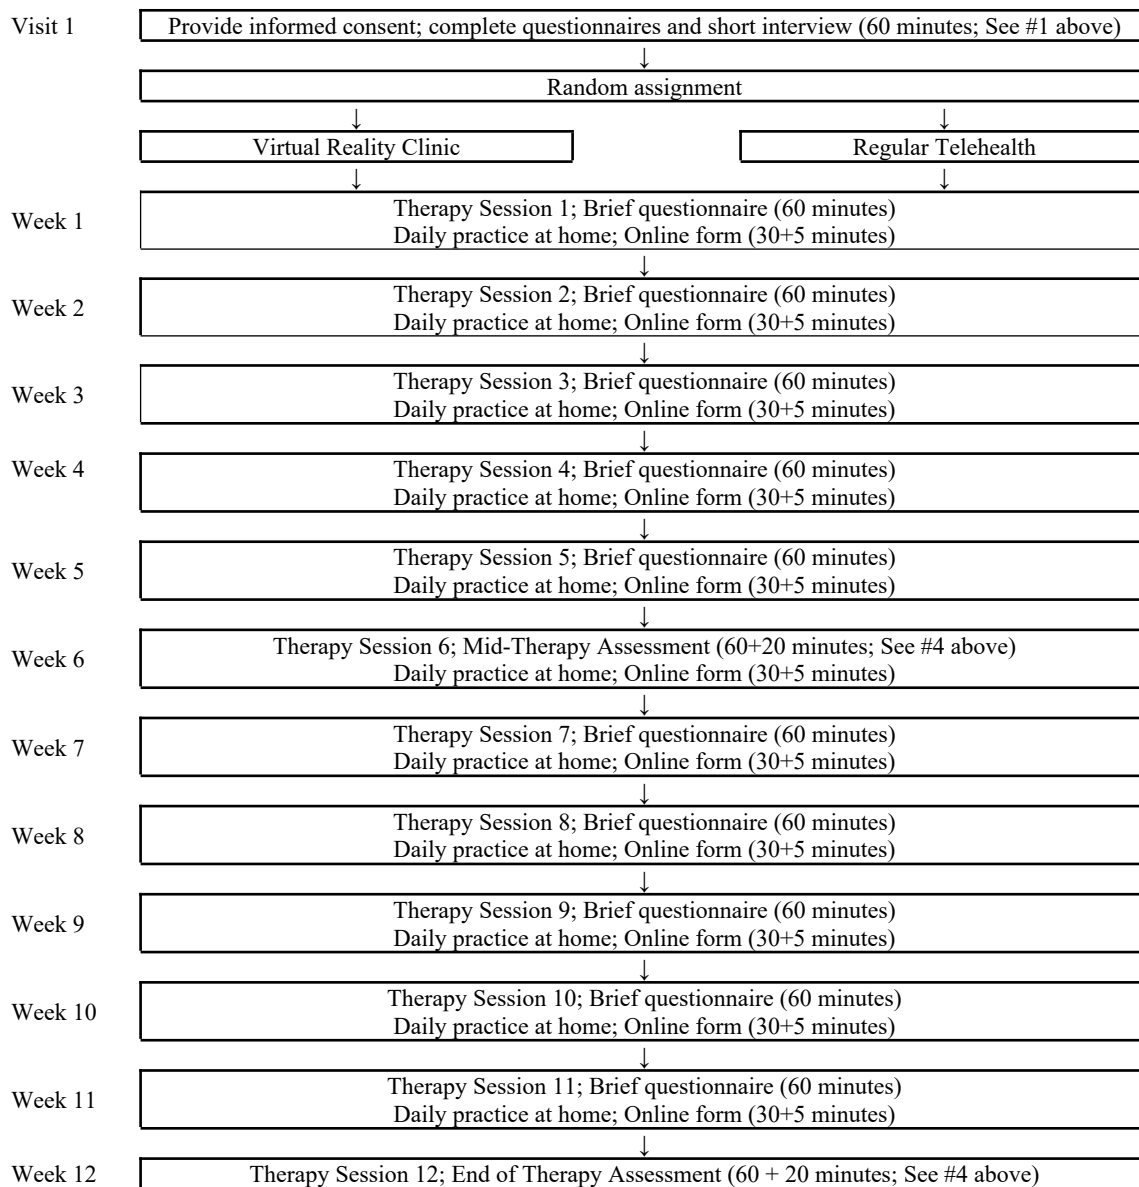 Visit 1
Provide informed consent; complete questionnaires and short interview (60 minutes; See #1 above)
↓
Random assignment
↓ ↓
Virtual Reality Clinic
Regular Telehealth
↓ ↓
Week 1
Therapy Session 1; Brief questionnaire (60 minutes)
Daily practice at home; Online form (30+5 minutes)
↓
Week 2
Therapy Session 2; Brief questionnaire (60 minutes)
Daily practice at home; Online form (30+5 minutes)
↓
Week 3
Therapy Session 3; Brief questionnaire (60 minutes)
Daily practice at home; Online form (30+5 minutes)
↓
Week 4
Therapy Session 4; Brief questionnaire (60 minutes)
Daily practice at home; Online form (30+5 minutes)
↓
Week 5
Therapy Session 5; Brief questionnaire (60 minutes)
Daily practice at home; Online form (30+5 minutes)
↓
Week 6
Therapy Session 6; Mid-Therapy Assessment (60+20 minutes; See #4 above)
Daily practice at home; Online form (30+5 minutes)
↓
Week 7
Therapy Session 7; Brief questionnaire (60 minutes)
Daily practice at home; Online form (30+5 minutes)
↓
Week 8
Therapy Session 8; Brief questionnaire (60 minutes)
Daily practice at home; Online form (30+5 minutes)
↓
Week 9
Therapy Session 9; Brief questionnaire (60 minutes)
Daily practice at home; Online form (30+5 minutes)
↓
Week 10
Therapy Session 10; Brief questionnaire (60 minutes)
Daily practice at home; Online form (30+5 minutes)
↓
Week 11
Therapy Session 11; Brief questionnaire (60 minutes)
Daily practice at home; Online form (30+5 minutes)
↓
Week 12
Therapy Session 12; End of Therapy Assessment (60 + 20 minutes; See #4 above)